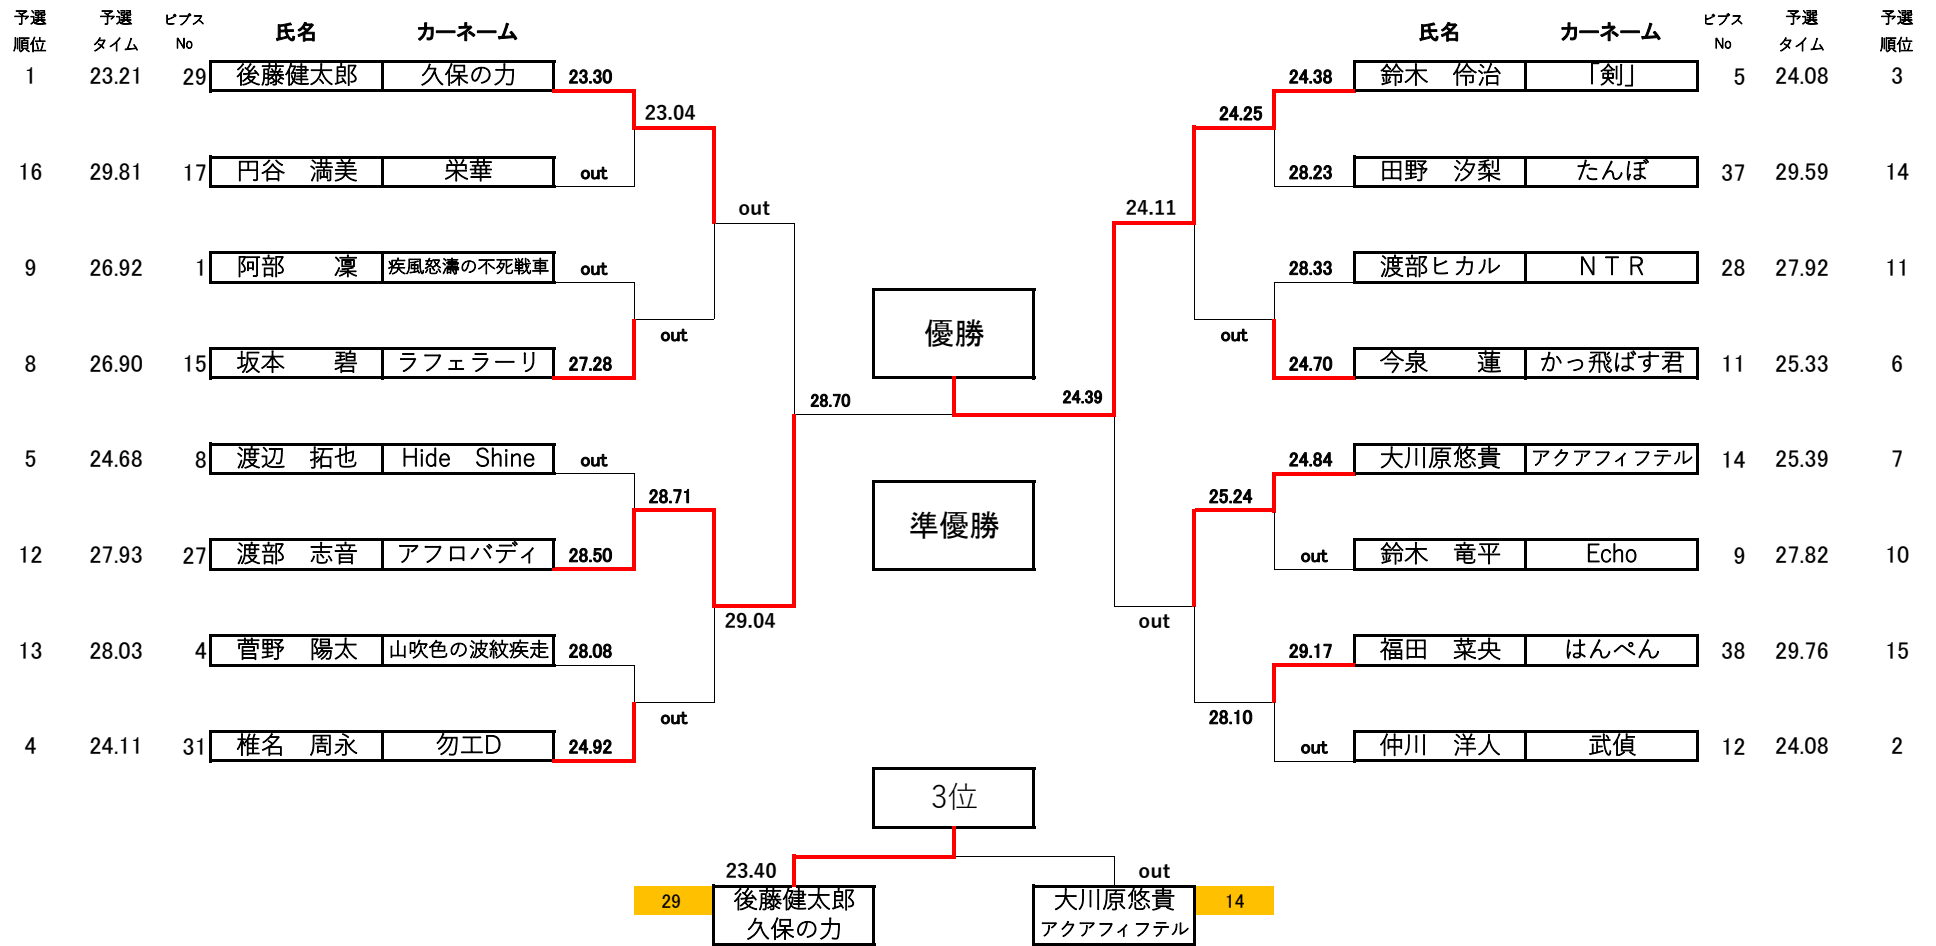 予選 予選 ビブス 氏名 カーネーム 氏名 カーネーム ビブス 予選 予選
順位 タイム No No タイム 順位
1 23.21 29 後藤健太郎 久保の力 23.30 24.38 鈴木　伶治 「剣」 5 24.08 3
23.04 24.25
16 29.81 17 円谷　満美 栄華 out 28.23 田野　汐梨 たんぼ 37 29.59 14
out 24.11
9 26.92 1 阿部　　凜 疾風怒濤の不死戦車 out 28.33 渡部ヒカル ＮＴＲ 28 27.92 11
優勝
out out
8 26.90 15 坂本　　碧 ラフェラーリ 27.28 24.70 今泉　　蓮 かっ飛ばす君 11 25.33 6
28.70 24.39
5 24.68 8 渡辺　拓也 Hide　Shine out 24.84 大川原悠貴 アクアフィフテル 14 25.39 7
28.71 25.24
準優勝
12 27.93 27 渡部　志音 アフロバディ 28.50 out 鈴木　竜平 Echo 9 27.82 10
29.04 out
13 28.03 4 菅野　陽太 山吹色の波紋疾走 28.08 29.17 福田　菜央 はんぺん 38 29.76 15
out 28.10
4 24.11 31 椎名　周永 勿工D 24.92 out 仲川　洋人 武偵 12 24.08 2
3位
23.40 out
29 後藤健太郎 大川原悠貴 14
久保の力 アクアフィフテル